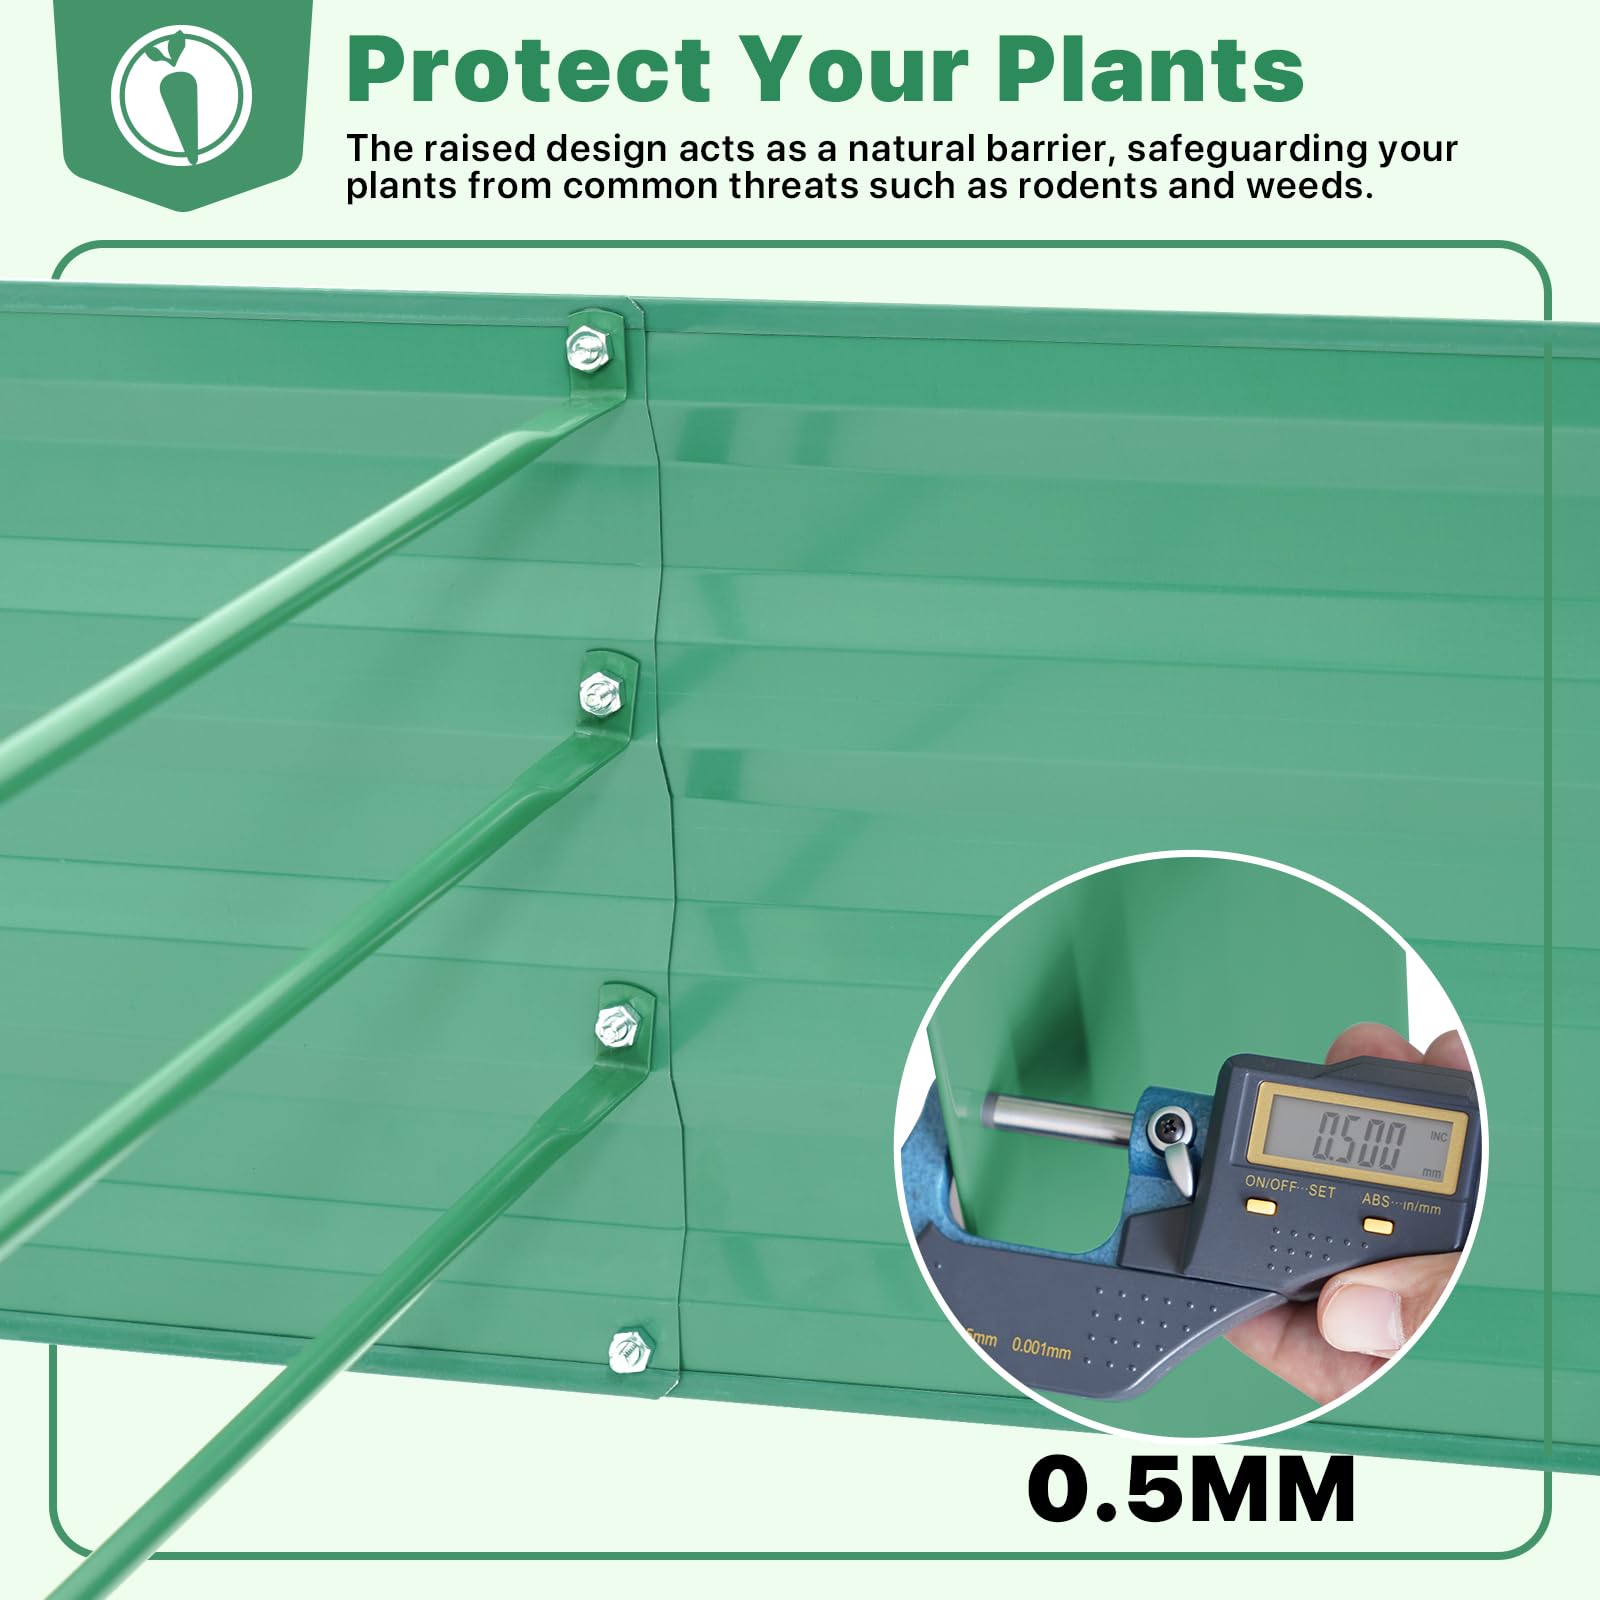 Protect Your Plants
The raised design acts as a natural barrier, safeguarding your
plants from common threats such as rodents and weeds.
0.500
INC
mm
ON/OFF···SET
ABS···in/mm
0.001mm
0.5MM